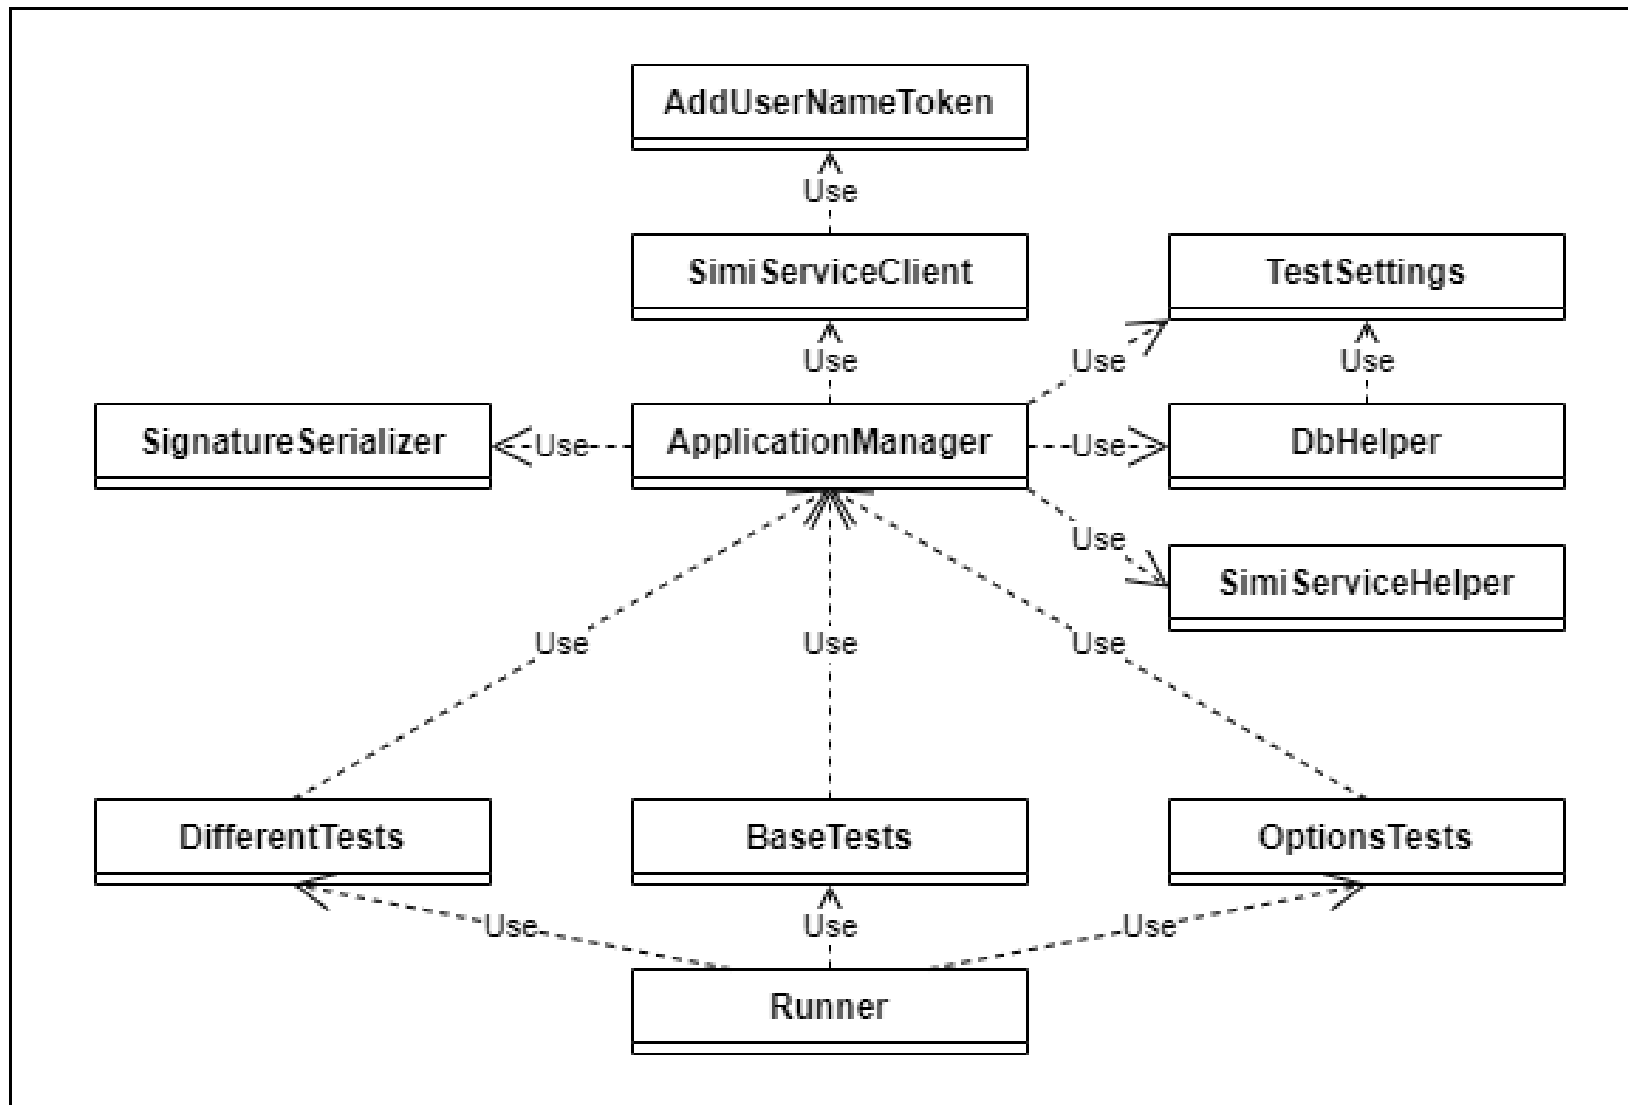 AddUserNameToken
Use
SimiServiceClient
TestSettings
Use
Use
Use
SignatureSerializer
Use
ApplicationManager
Use
DbHelper
Use
SimiServiceHelper
Use
Use
Use
DifferentTests
BaseTests
OptionsTests
Use
Use
Use
Runner